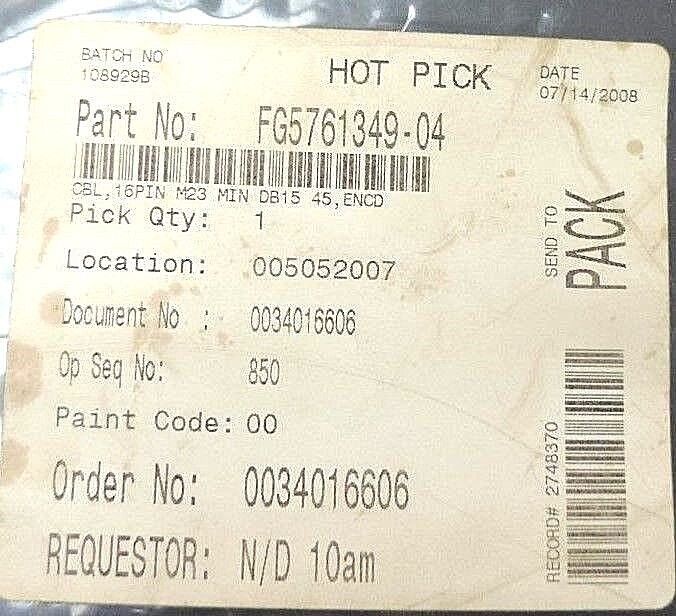 BATCH NO
108929B
HOT PICK
DATE
07/14/2008
Part No: FG5761349-04
CBL,16PIN M23 MIN DB15 45,ENCD
Pick Qty: 1
Location: 005052007
Document No : 0034016606
Op Seq No: 850
Paint Code: 00
Order No: 0034016606
REQUESTOR: N/D 10am
SEND TO
PACK
RECORD# 2748370